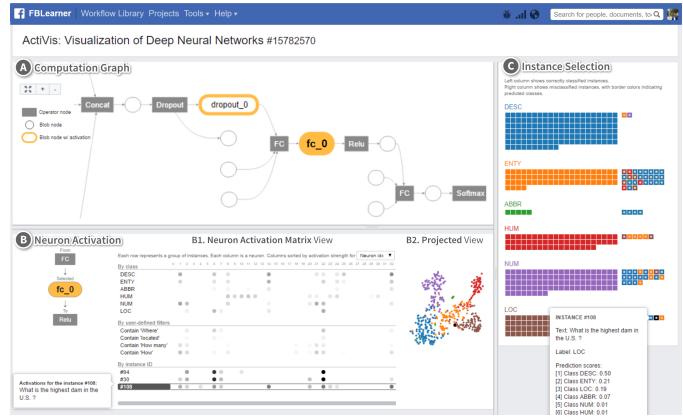 FBLearner Workflow Library Projects Tools Help
Search for people, documents, to
ActiVis: Visualization of Deep Neural Networks #15782570
A Computation Graph
Operator node
Blob node
Blob node w/ activation
Concat
Dropout
dropout_0
FC
fc_0
Relu
FC
Softmax
B Neuron Activation
From
FC
Selected
fc_0
To
Relu
B1. Neuron Activation Matrix View
Each row represents a group of instances. Each column is a neuron. Columns sorted by activation strength for Neuron idx
By class
DESC
ENTY
ABBR
HUM
NUM
LOC
By user-defined filters
Contain 'Where'
Contain 'located'
Contain 'How many'
Contain 'How'
By instance ID
#94
#30
#108
Activations for the instance #108:
What is the highest dam in
the U.S. ?
B2. Projected View
C Instance Selection
Left column shows correctly classified instances.
Right column shows misclassified instances, with border colors indicating
predicted classes.
DESC
ENTY
ABBR
HUM
NUM
LOC
INSTANCE #108
Text: What is the highest dam in
the U.S. ?
Label: LOC
Prediction scores:
[1] Class DESC: 0.50
[2] Class ENTY: 0.21
[3] Class LOC: 0.19
[4] Class ABBR: 0.07
[5] Class NUM: 0.01
[6] Class HUM: 0.01